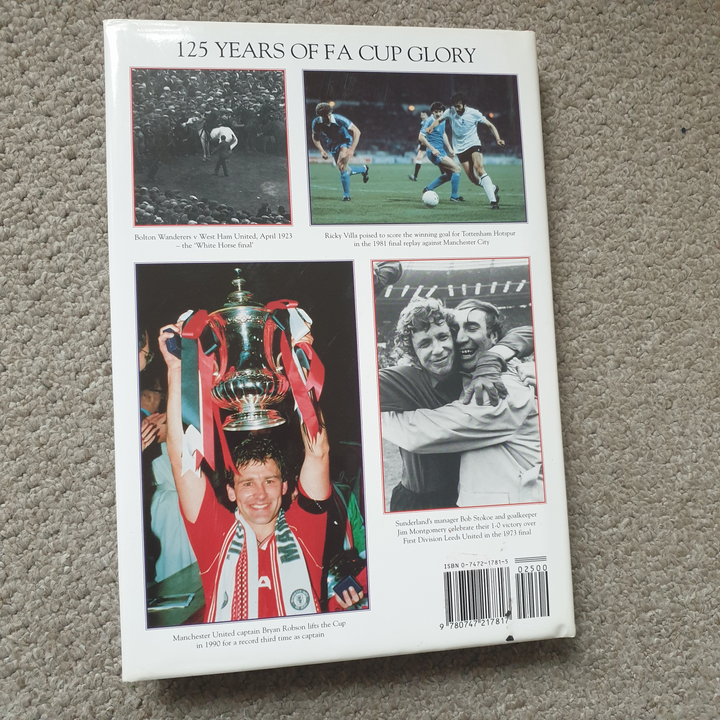 125 YEARS OF FA CUP GLORY
Bolton Wanderers v West Ham United, April 1923
– the 'White Horse final'
Ricky Villa poised to score the winning goal for Tottenham Hotspur
in the 1981 final replay against Manchester City
Sunderland's manager Bob Stokoe and goalkeeper
Jim Montgomery celebrate their 1-0 victory over
First Division Leeds United in the 1973 final
Manchester United captain Bryan Robson lifts the Cup
in 1990 for a record third time as captain
ISBN 0-7472-1781-5
02500
9 780747 217817